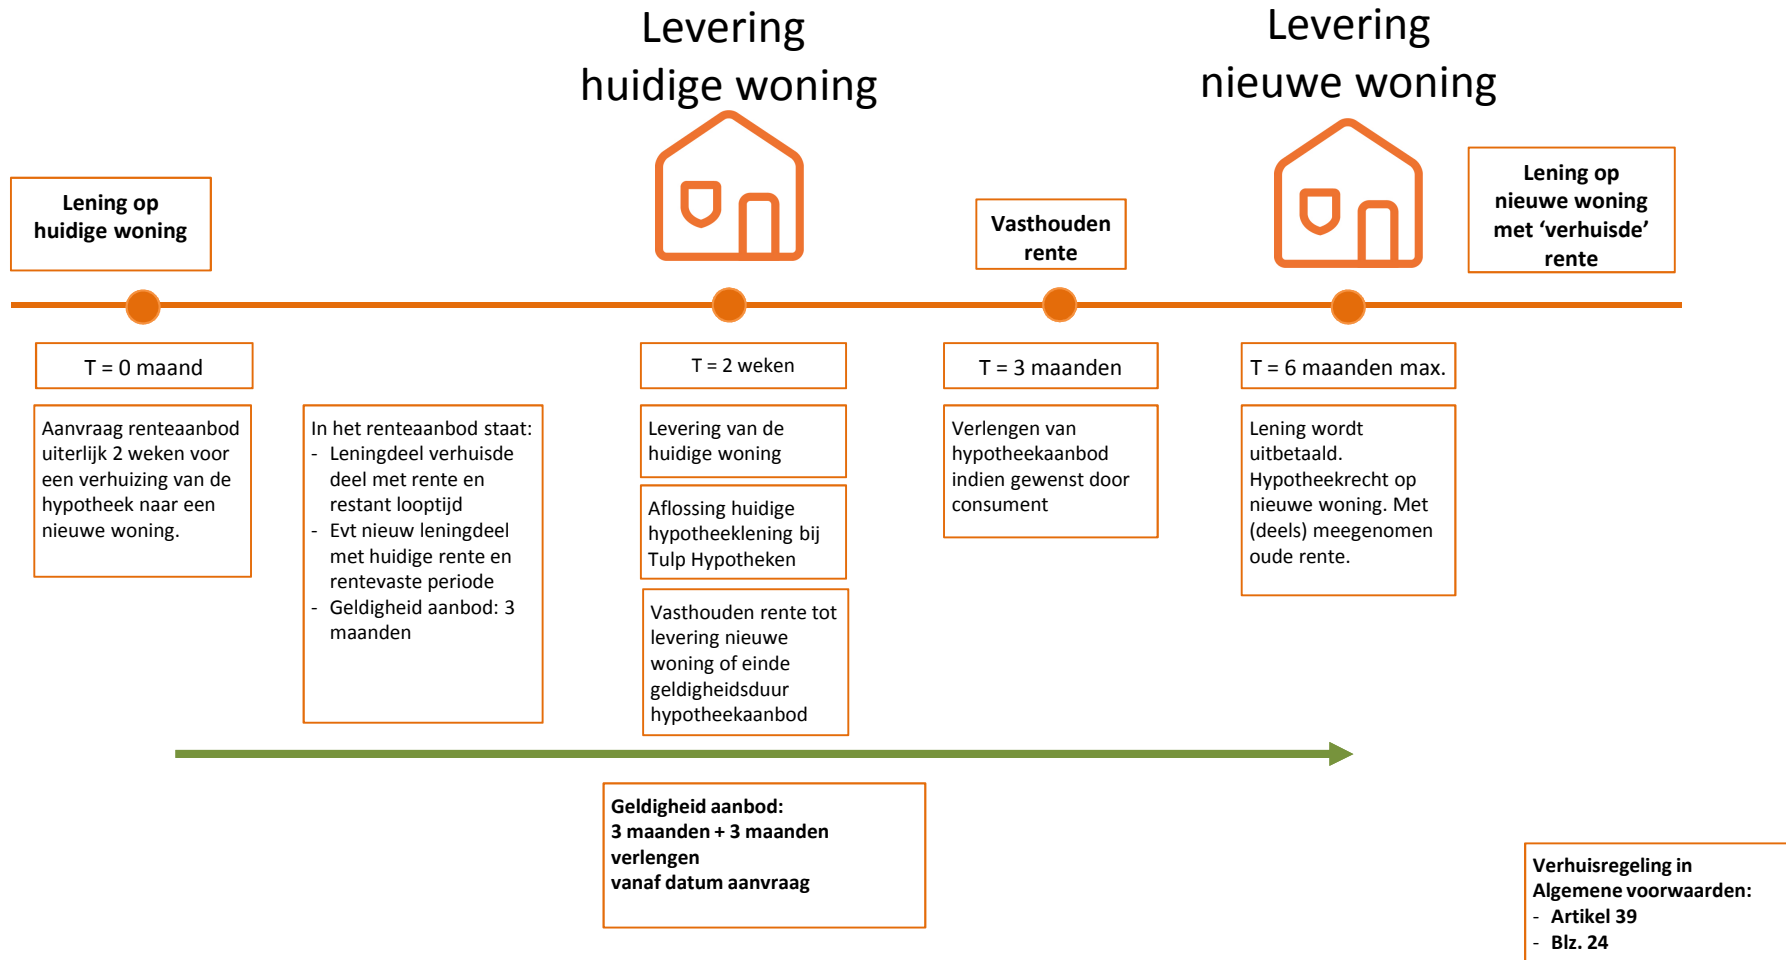 Levering
huidige woning
Levering
nieuwe woning
Lening op
huidige woning
Vasthouden
rente
Lening op
nieuwe woning
met ‘verhuisde’
rente
T = 0 maand
T = 2 weken
T = 3 maanden
T = 6 maanden max.
Aanvraag renteaanbod
uiterlijk 2 weken voor
een verhuizing van de
hypotheek naar een
nieuwe woning.
In het renteaanbod staat:
- Leningdeel verhuisde
deel met rente en
restant looptijd
- Evt nieuw leningdeel
met huidige rente en
rentevaste periode
- Geldigheid aanbod: 3
maanden
Levering van de
huidige woning
Aflossing huidige
hypotheeklening bij
Tulp Hypotheken
Vasthouden rente tot
levering nieuwe
woning of einde
geldigheidsduur
hypotheekaanbod
Verlengen van
hypotheekaanbod
indien gewenst door
consument
Lening wordt
uitbetaald.
Hypotheekrecht op
nieuwe woning. Met
(deels) meegenomen
oude rente.
Geldigheid aanbod:
3 maanden + 3 maanden
verlengen
vanaf datum aanvraag
Verhuisregeling in
Algemene voorwaarden:
- Artikel 39
- Blz. 24